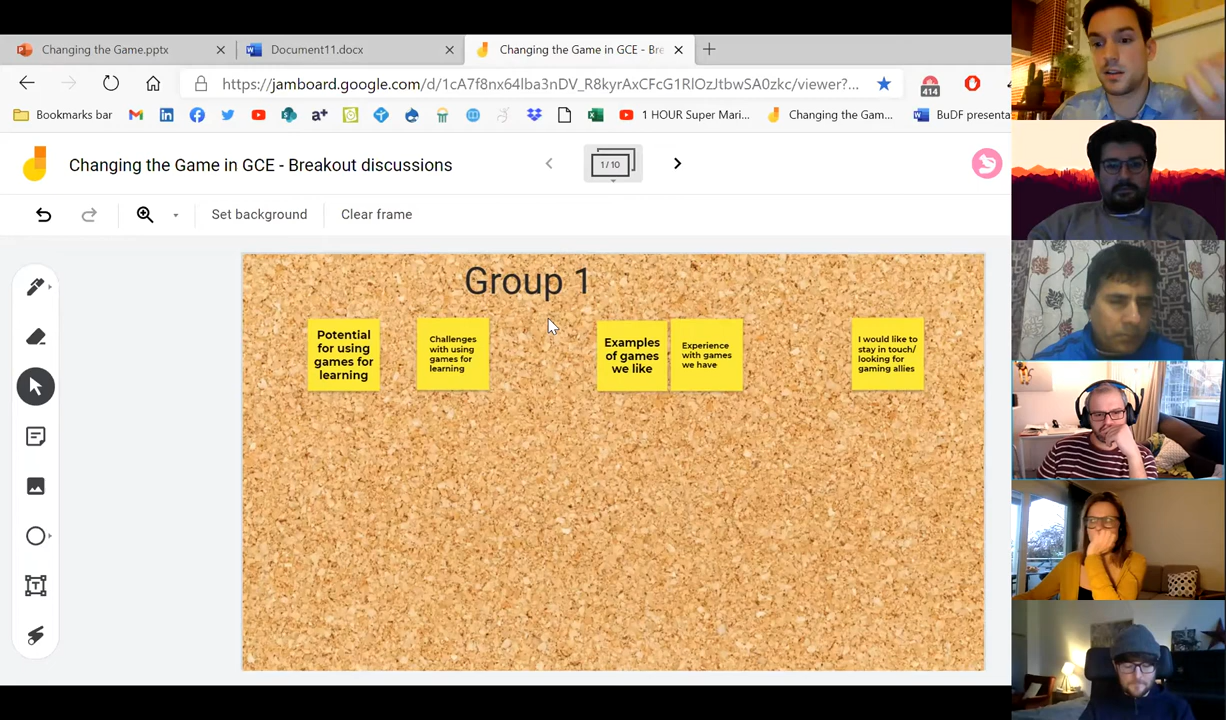 Changing the Game.pptx
Document11.docx
Changing the Game in GCE - Bre
https://jamboard.google.com/d/1cA7f8nx64lba3nDV_R8kyrAxCFcG1RlOzJtbwSA0zkc/viewer?...
414
Bookmarks bar
a+
1 HOUR Super Mari...
Changing the Gam...
BuDF presenta
Changing the Game in GCE - Breakout discussions
1/10
Set background
Clear frame
Group 1
Potential
for using
games for
learning
Challenges
with using
games for
learning
Examples
of games
we like
Experience
with games
we have
I would like to
stay in touch/
looking for
gaming allies